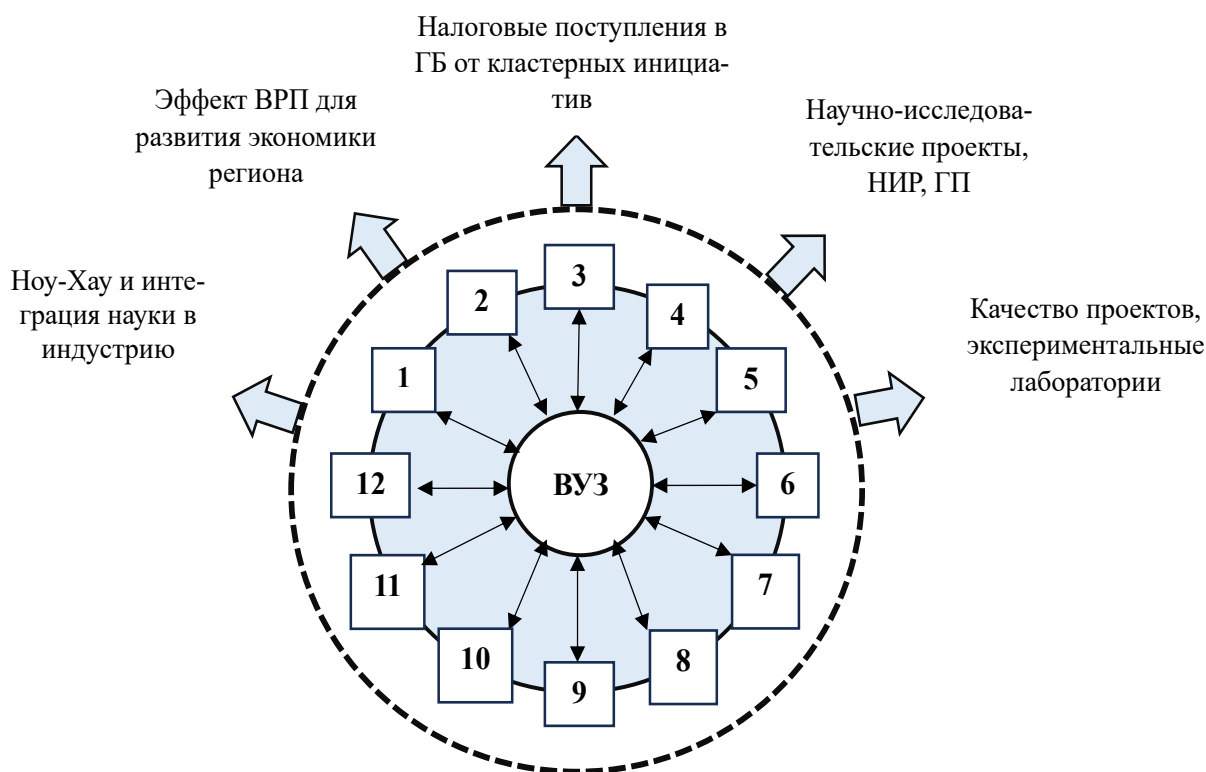 Налоговые поступления в
ГБ от кластерных инициа-
тив
Эффект ВРП для
развития экономики
региона
Научно-исследова-
тельские проекты,
НИР, ГП
Ноу-Хау и инте-
грация науки в
индустрию
Качество проектов,
экспериментальные
лаборатории
1
2
3
4
5
6
7
8
9
10
11
12
ВУЗ